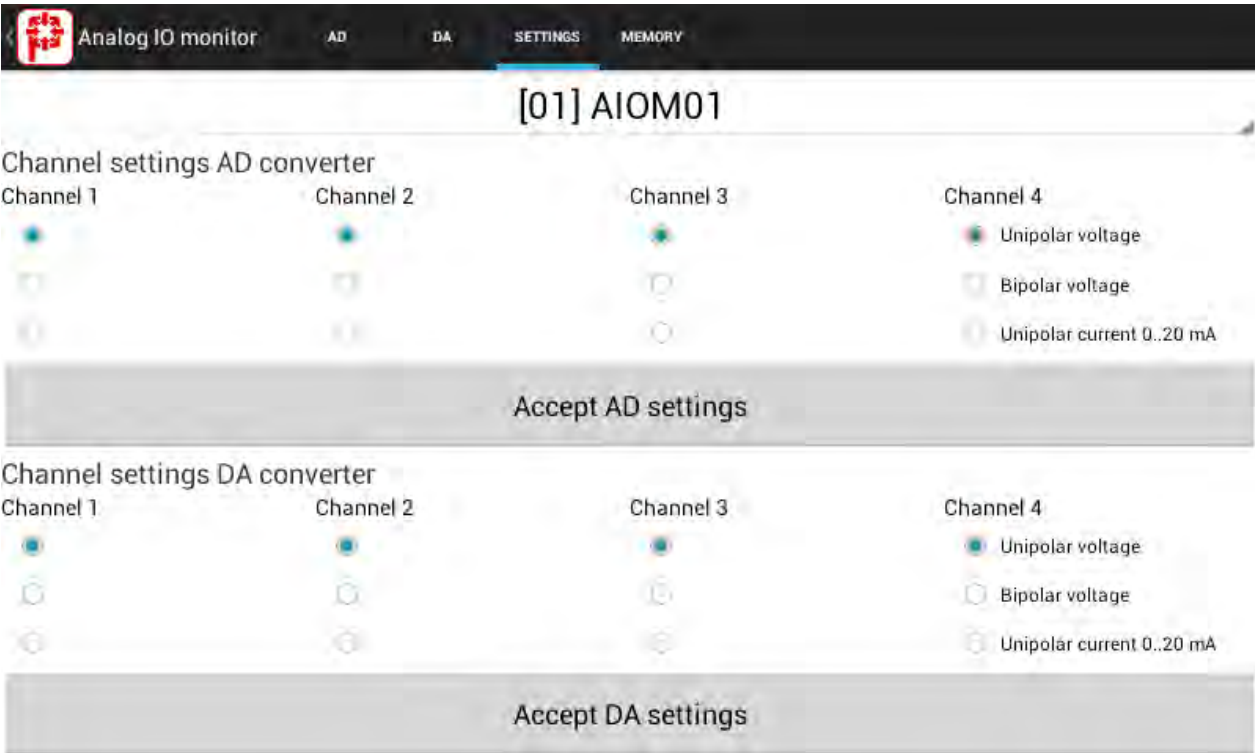 Analog IO monitor AD DA SETTINGS MEMORY
[01] AIOM01
Channel settings AD converter
Channel 1 Channel 2 Channel 3 Channel 4
Unipolar voltage
Bipolar voltage
Unipolar current 0..20 mA
Accept AD settings
Channel settings DA converter
Channel 1 Channel 2 Channel 3 Channel 4
Unipolar voltage
Bipolar voltage
Unipolar current 0..20 mA
Accept DA settings